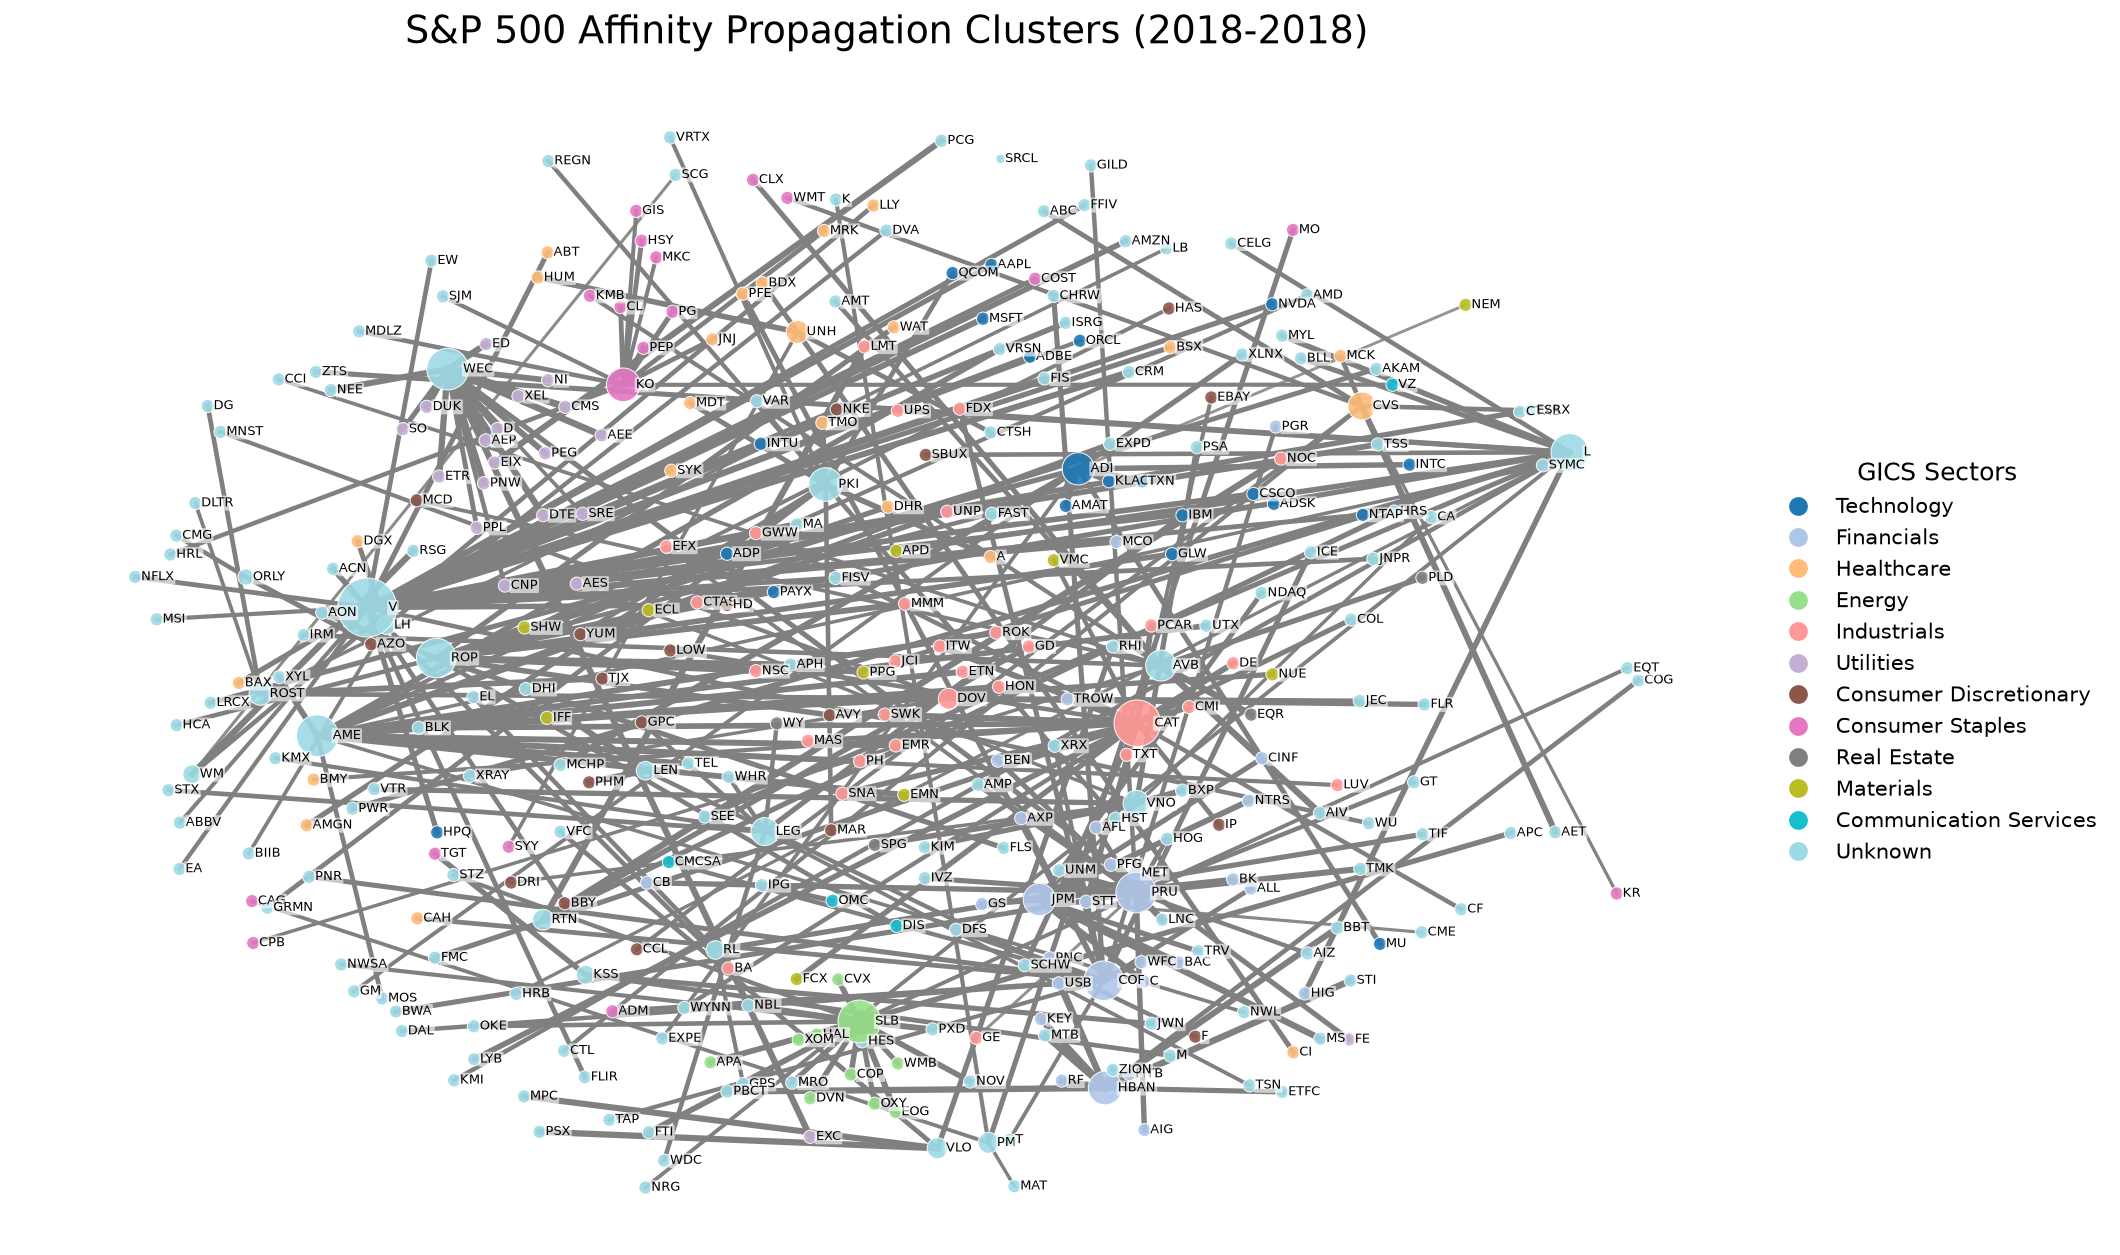 S&P 500 Affinity Propagation Clusters (2018-2018)
VRTX
PCG
REGN
SRCL
GILD
SCG
CLX
WMT
K
LLY
GIS
ABC
FFIV
MRK
DVA
MO
HSY
AMZN
LB
CELG
ABT
MKC
EW
HUM
QCOM
AAPL
COST
BDX
PFE
SJM
KMB
CL
AMT
CHRW
AMD
NVDA
NEM
PG
HAS
MSFT
ISRG
MDLZ
UNH
WAT
JNJ
ORCL
MYL
ED
PEP
LMT
VRSN
ADBE
BSX
XLNX
BLL
MCK
AKAM
WEC
ZTS
CCI
NEE
NI
KO
FIS
CRM
VZ
XEL
CMS
MDT
VAR
NKE
UPS
FDX
EBAY
CVS
ESRX
DG
DUK
SO
D
TMO
MNST
AEP
AEE
INTU
CTSH
PGR
EXPD
PSA
TSS
PEG
SBUX
L
EIX
SYK
ADI
NOC
INTC
SYMC
ETR
PNW
PKI
KLAC
TXN
MCD
DLTR
CSCO
ADSK
DHR
AMAT
DTE
SRE
UNP
FAST
IBM
NTAP
HRS
CA
PPL
MA
CMG
GWW
DGX
EFX
MCO
HRL
RSG
ADP
APD
A
VMC
GLW
ICE
JNPR
NFLX
ORLY
ACN
CNP
AES
FISV
PLD
PAYX
NDAQ
V
AON
CTAS
HD
MMM
MSI
ECL
COL
LH
SHW
PCAR
UTX
IRM
YUM
ROK
AZO
ITW
GD
RHI
LOW
ROP
JCI
APH
AVB
DE
EQT
NSC
PPG
ETN
NUE
XYL
TJX
COG
BAX
ROST
EL
DHI
HON
DOV
TROW
LRCX
JEC
FLR
CMI
SWK
AVY
IFF
GPC
WY
EQR
HCA
BLK
CAT
AME
MAS
EMR
XRX
TXT
KMX
PH
BEN
CINF
MCHP
TEL
LEN
WM
BMY
XRAY
WHR
PHM
AMP
LUV
GT
STX
VTR
SNA
EMN
BXP
NTRS
VNO
PWR
SEE
AXP
HST
AIV
ABBV
AMGN
HPQ
VFC
LEG
MAR
AFL
IP
WU
TIF
APC
AET
HOG
SPG
KIM
FLS
BIIB
TGT
SYY
CMCSA
PFG
EA
PNR
STZ
UNM
MET
TMK
DRI
CB
IPG
IVZ
BK
ALL
KR
PRU
CAG
GRMN
BBY
OMC
GS
JPM
STT
CF
CAH
RTN
LNC
DIS
DFS
BBT
CME
CPB
MU
CCL
RL
TRV
AIZ
FMC
PNC
WFC
BAC
NWSA
BA
SCHW
KSS
FCX
CVX
USB
COF
C
STI
GM
MOS
HRB
HIG
WYNN
NBL
BWA
ADM
NWL
SLB
KEY
JWN
DAL
OKE
PXD
HAL
XOM
EXPE
HES
GE
MTB
F
MS
FE
CTL
CI
LYB
APA
WMB
M
COP
ZION
KMI
FLIR
GPS
MRO
NOV
RF
TSN
PBCT
HBAN
ETFC
MPC
DVN
OXY
EOG
TAP
PSX
FTI
EXC
AIG
VLO
PM
T
WDC
NRG
MAT
GICS Sectors
Technology
Financials
Healthcare
Energy
Industrials
Utilities
Consumer Discretionary
Consumer Staples
Real Estate
Materials
Communication Services
Unknown